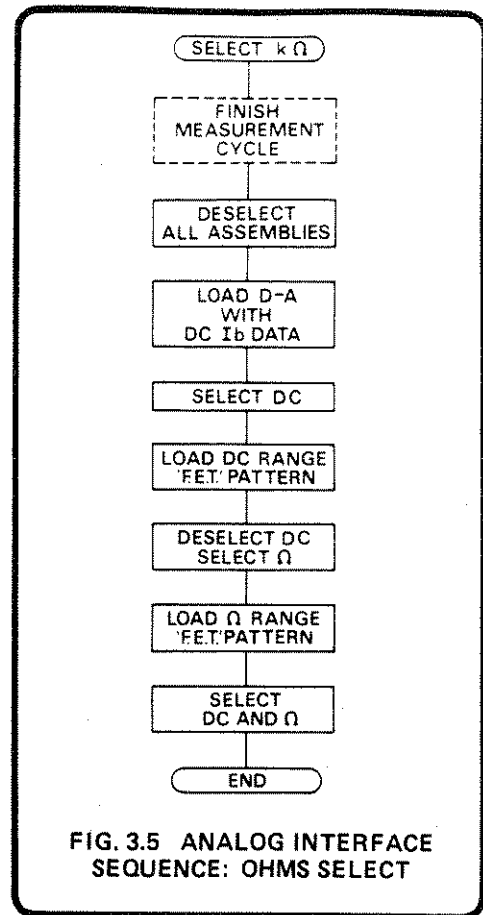 SELECT k Ω
FINISH
MEASUREMENT
CYCLE
DESELECT
ALL ASSEMBLIES
LOAD D-A
WITH
DC Ib DATA
SELECT DC
LOAD DC RANGE
'F.E.T.' PATTERN
DESELECT DC
SELECT Ω
LOAD Ω RANGE
'F.E.T.' PATTERN
SELECT
DC AND Ω
END
FIG. 3.5 ANALOG INTERFACE
SEQUENCE: OHMS SELECT